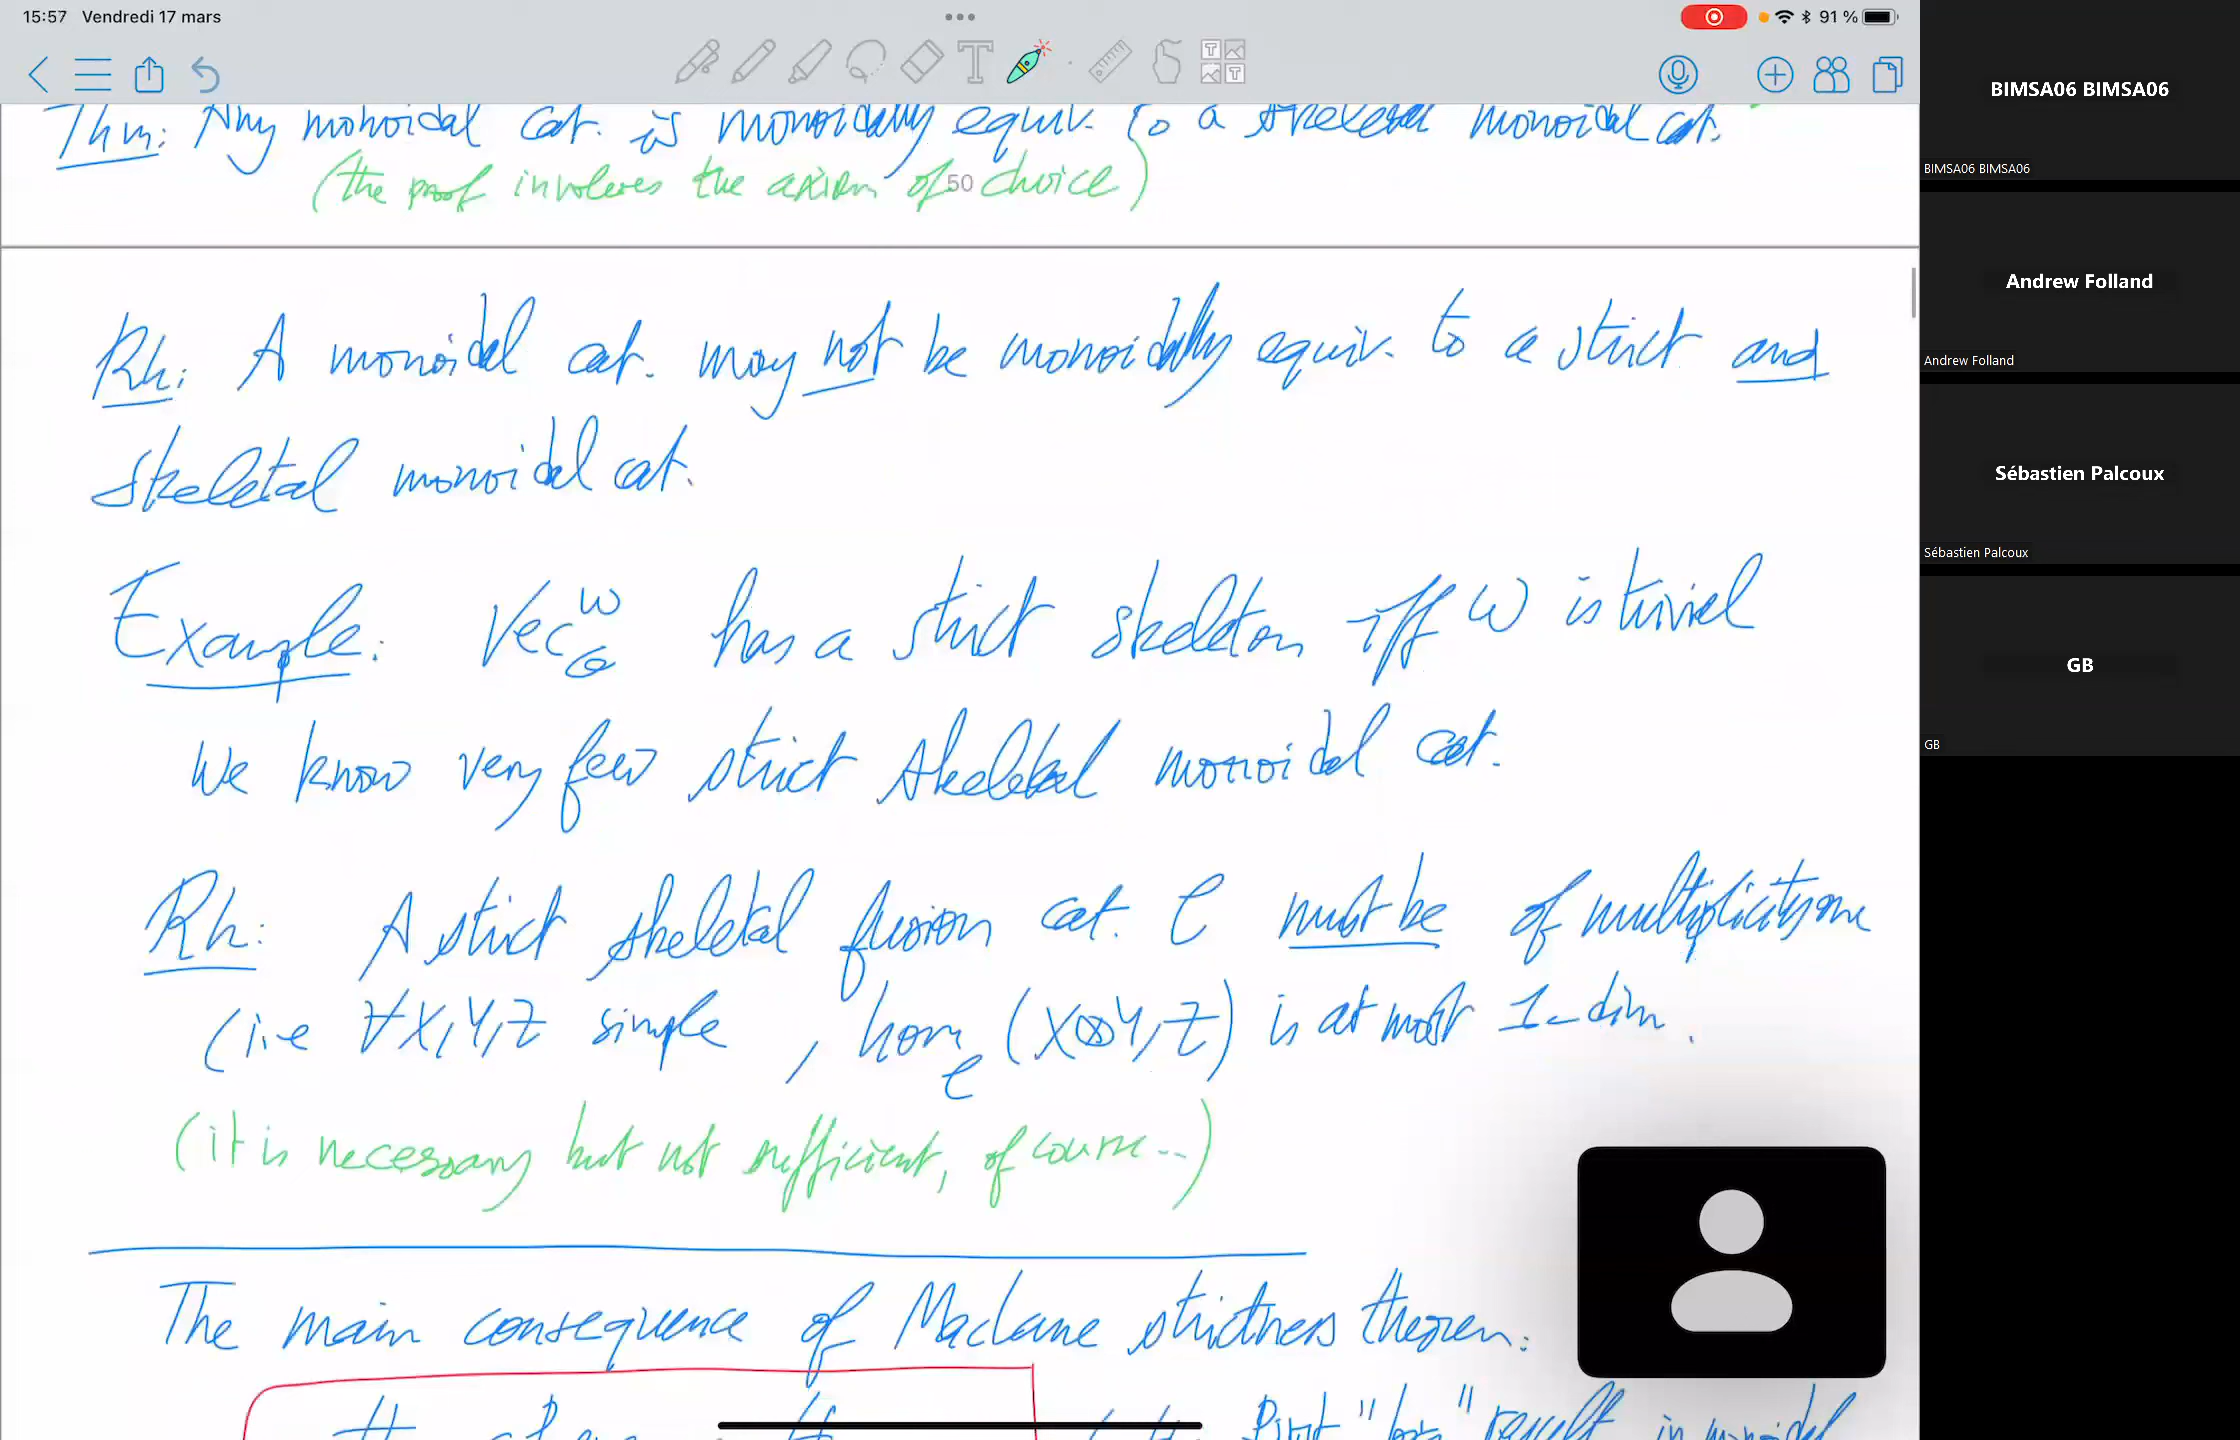 15:57 Vendredi 17 mars
91 %
Thm: Any monoidal cat. is monoidally equiv. to a skeletal monoidal cat.
(the proof involves the axiom of choice)
50
Rk: A monoidal cat. may not be monoidally equiv. to a strict and
skeletal monoidal cat.
Example: Vec_G^ω has a strict skeleton iff ω is trivial
We know very few strict skeletal monoidal cat.
Rk: A strict skeletal fusion cat. C must be of multiplicity one
(i.e ∀X,Y,Z simple, hom_C (X⊗Y,Z) is at most 1-dim.
(it is necessary but not sufficient, of course...)
The main consequence of Maclane strictness theorem:
"big" result in monoidal
BIMSA06 BIMSA06
BIMSA06 BIMSA06
Andrew Folland
Andrew Folland
Sébastien Palcoux
Sébastien Palcoux
GB
GB